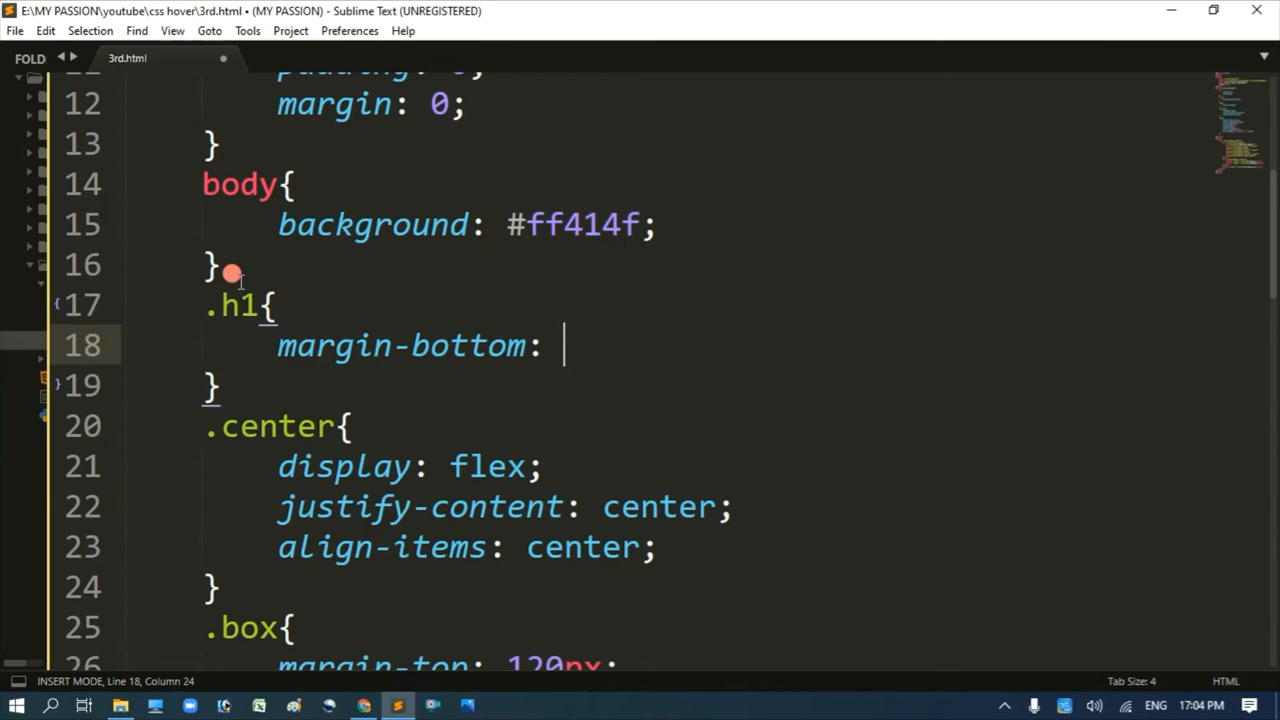 E:\MY PASSION\youtube\css hover\3rd.html • (MY PASSION) - Sublime Text (UNREGISTERED)
File Edit Selection Find View Goto Tools Project Preferences Help
FOLD
3rd.html
padding: 0;
12 margin: 0;
13 }
14 body{
15 background: #ff414f;
16 }
17 .h1{
18 margin-bottom:
19 }
20 .center{
21 display: flex;
22 justify-content: center;
23 align-items: center;
24 }
25 .box{
26 margin-top: 120px;
INSERT MODE, Line 18, Column 24
Tab Size: 4
HTML
ENG
17:04 PM